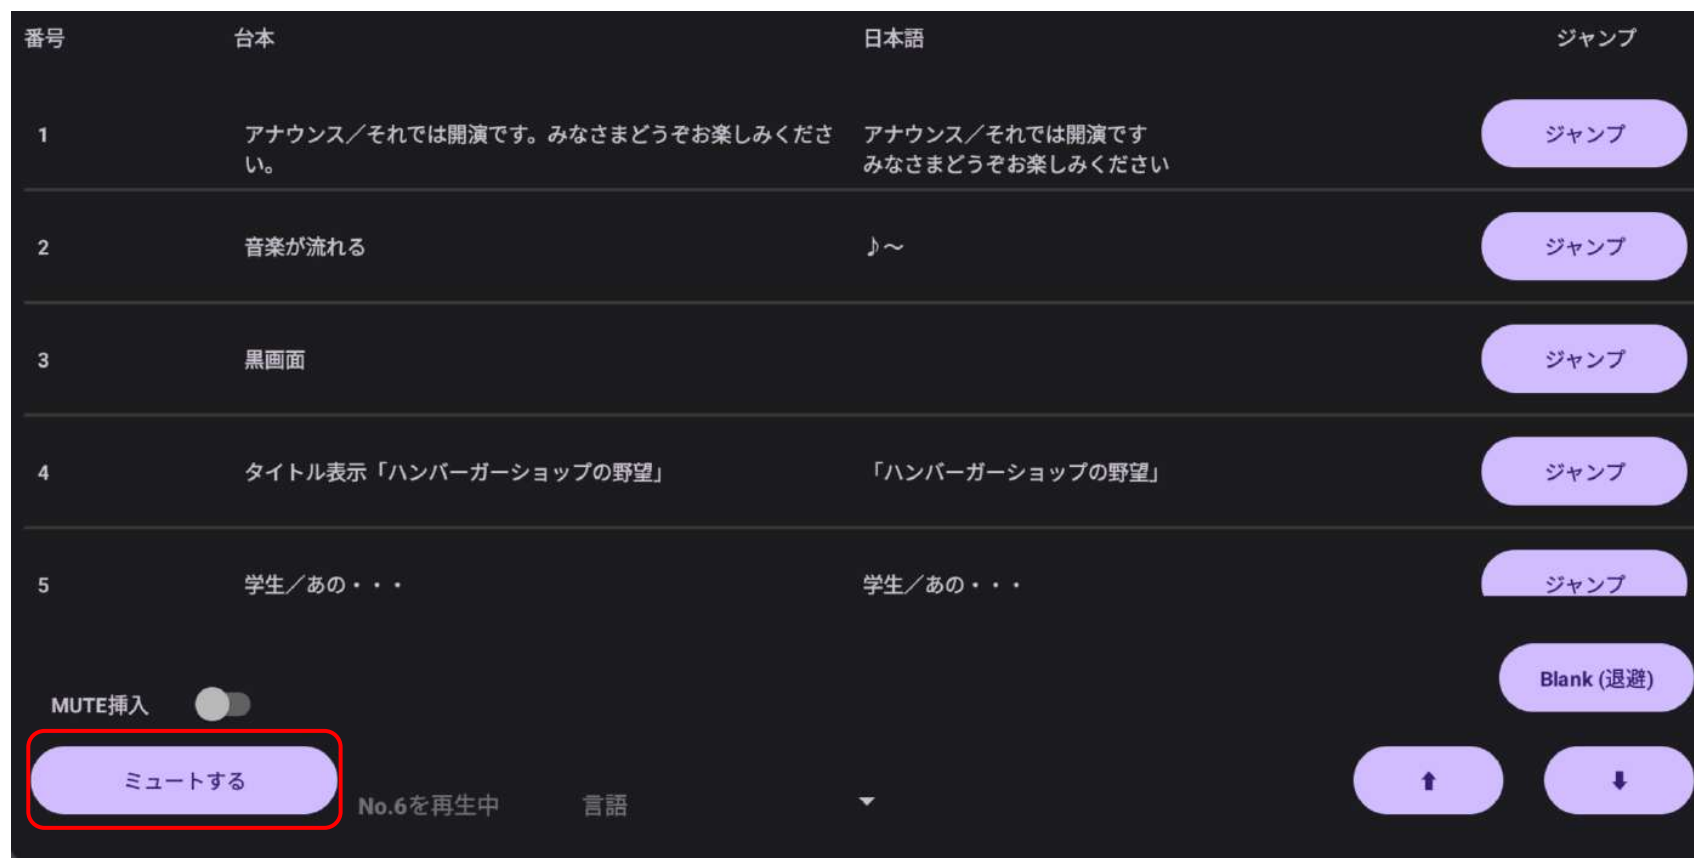 番号 台本 日本語 ジャンプ
1 アナウンス／それでは開演です。みなさまどうぞお楽しみくださ アナウンス／それでは開演です ジャンプ
い。 みなさまどうぞお楽しみください
2 音楽が流れる ♪～ ジャンプ
3 黒画面 ジャンプ
4 タイトル表示「ハンバーガーショップの野望」 「ハンバーガーショップの野望」 ジャンプ
5 学生／あの・・・ 学生／あの・・・ ジャンプ
Blank (退避)
MUTE挿入
ミュートする No.6を再生中 言語 ⬆ ⬇